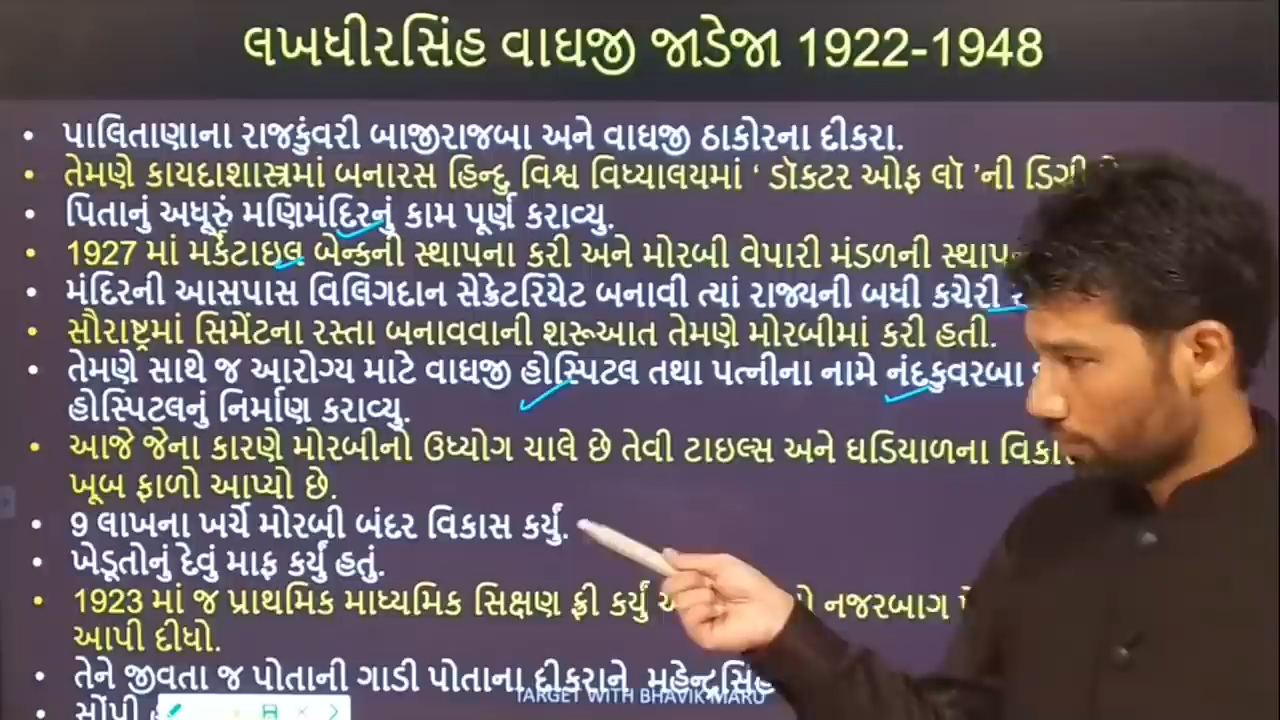 લખધીરસિંહ વાઘજી જાડેજા 1922-1948
• પાલિતાણાના રાજકુંવરી બાજીરાજબા અને વાઘજી ઠાકોરના દીકરા.
• તેમણે કાયદાશાસ્ત્રમાં બનારસ હિન્દુ વિશ્વ વિધ્યાલયમાં ‘ ડૉકટર ઓફ લૉ ’ની ડિગ્રી
• પિતાનું અધૂરું મણિમંદિરનું કામ પૂર્ણ કરાવ્યુ.
• 1927 માં મર્કેટાઇલ બેન્કની સ્થાપના કરી અને મોરબી વેપારી મંડળની
• મંદિરની આસપાસ વિલિંગદાન સેક્રેટરિયેટ બનાવી ત્યાં રાજ્યની બધી કચેરી
• સૌરાષ્ટ્રમાં સિમેંટના રસ્તા બનાવવાની શરૂઆત તેમણે મોરબીમાં કરી હતી.
• તેમણે સાથે જ આરોગ્ય માટે વાઘજી હોસ્પિટલ તથા પત્નીના નામે નંદકુવરબા
હોસ્પિટલનું નિર્માણ કરાવ્યુ.
• આજે જેના કારણે મોરબીનો ઉધ્યોગ ચાલે છે તેવી ટાઇલ્સ અને ઘડિયાળના
ખૂબ ફાળો આપ્યો છે.
• 9 લાખના ખર્ચે મોરબી બંદર વિકાસ કર્યું.
• ખેડૂતોનું દેવું માફ કર્યું હતું.
• 1923 માં જ પ્રાથમિક માધ્યમિક સિક્ષણ ફ્રી કર્યું નજરબાગ
આપી દીધો.
• તેને જીવતા જ પોતાની ગાડી પોતાના દીકરાને
TARGET WITH BHAVIK MARU
સોંપી